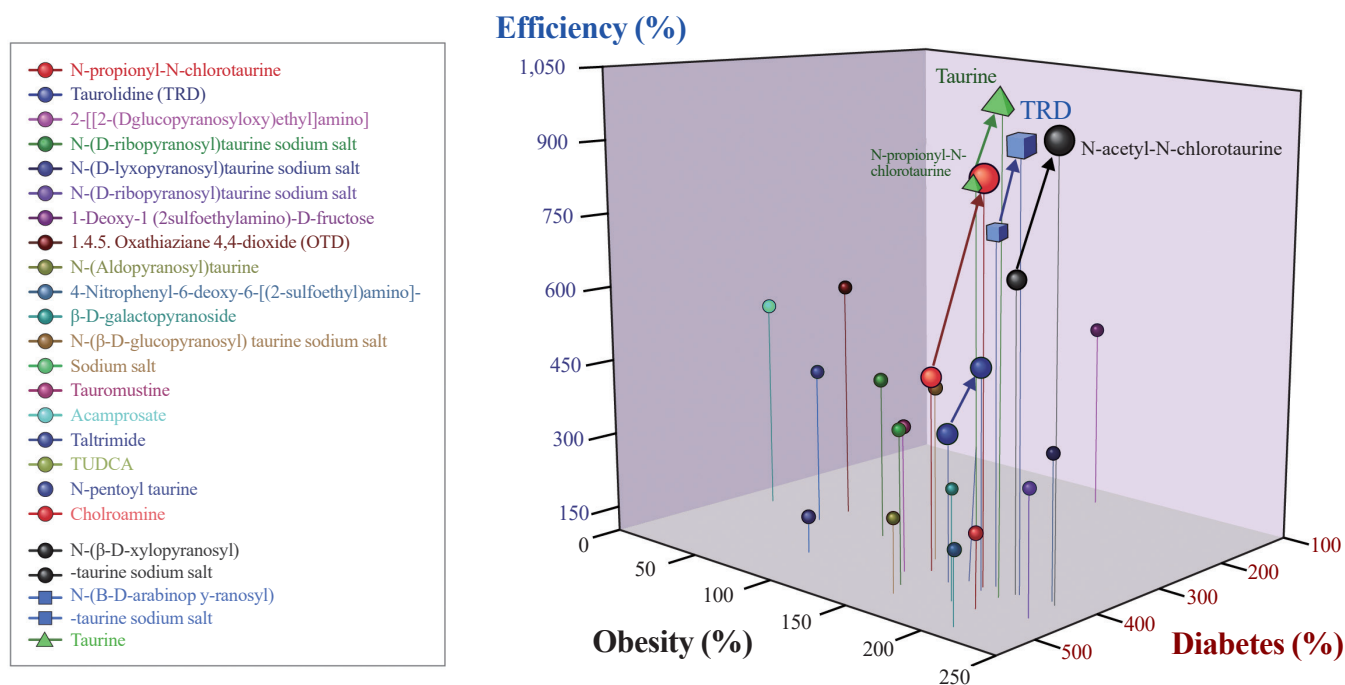 Efficiency (%)
N-propionyl-N-chlorotaurine
Taurolidine (TRD)
2-[[2-(Dglucopyranosyloxy)ethyl]amino]
N-(D-ribopyranosyl)taurine sodium salt
N-(D-lyxopyranosyl)taurine sodium salt
N-(D-ribopyranosyl)taurine sodium salt
1-Deoxy-1 (2sulfoethylamino)-D-fructose
1.4.5. Oxathiaziane 4,4-dioxide (OTD)
N-(Aldopyranosyl)taurine
4-Nitrophenyl-6-deoxy-6-[(2-sulfoethyl)amino]-
β-D-galactopyranoside
N-(β-D-glucopyranosyl) taurine sodium salt
Sodium salt
Tauromustine
Acamprosate
Taltrimide
TUDCA
N-pentoyl taurine
Cholroamine
N-(β-D-xylopyranosyl)
-taurine sodium salt
N-(B-D-arabinop y-ranosyl)
-taurine sodium salt
Taurine
1,050
900
750
600
450
300
150
Taurine
TRD
N-propionyl-N-
chlorotaurine
N-acetyl-N-chlorotaurine
0
50
100
150
200
250
Obesity (%)
100
200
300
400
500
Diabetes (%)